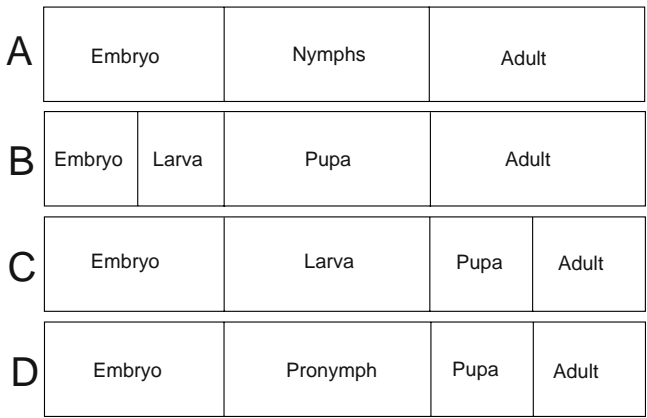 A Embryo Nymphs Adult
B Embryo Larva Pupa Adult
C Embryo Larva Pupa Adult
D Embryo Pronymph Pupa Adult